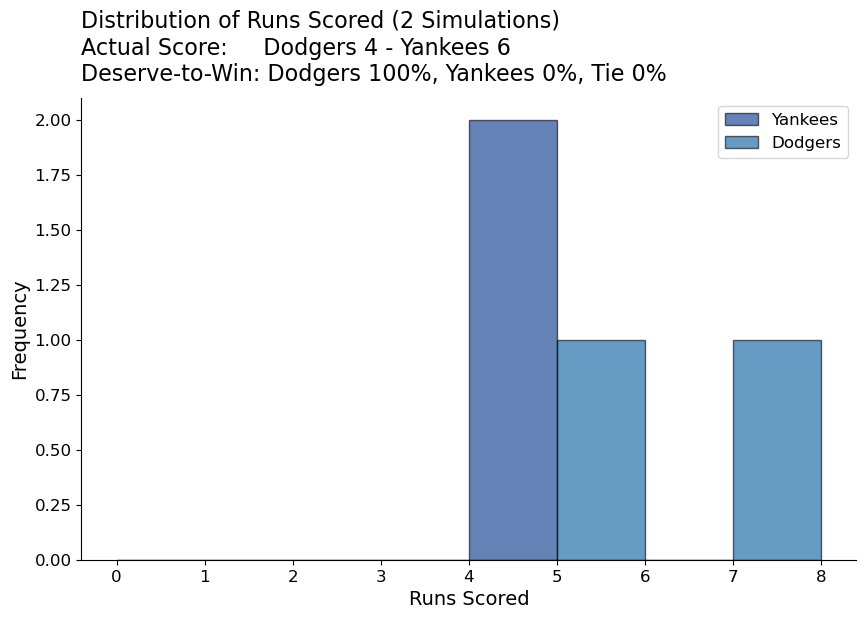 Distribution of Runs Scored (2 Simulations)
Actual Score:     Dodgers 4 - Yankees 6
Deserve-to-Win: Dodgers 100%, Yankees 0%, Tie 0%
Yankees
Dodgers
2.00
1.75
1.50
1.25
1.00
0.75
0.50
0.25
0.00
Frequency
0 1 2 3 4 5 6 7 8
Runs Scored